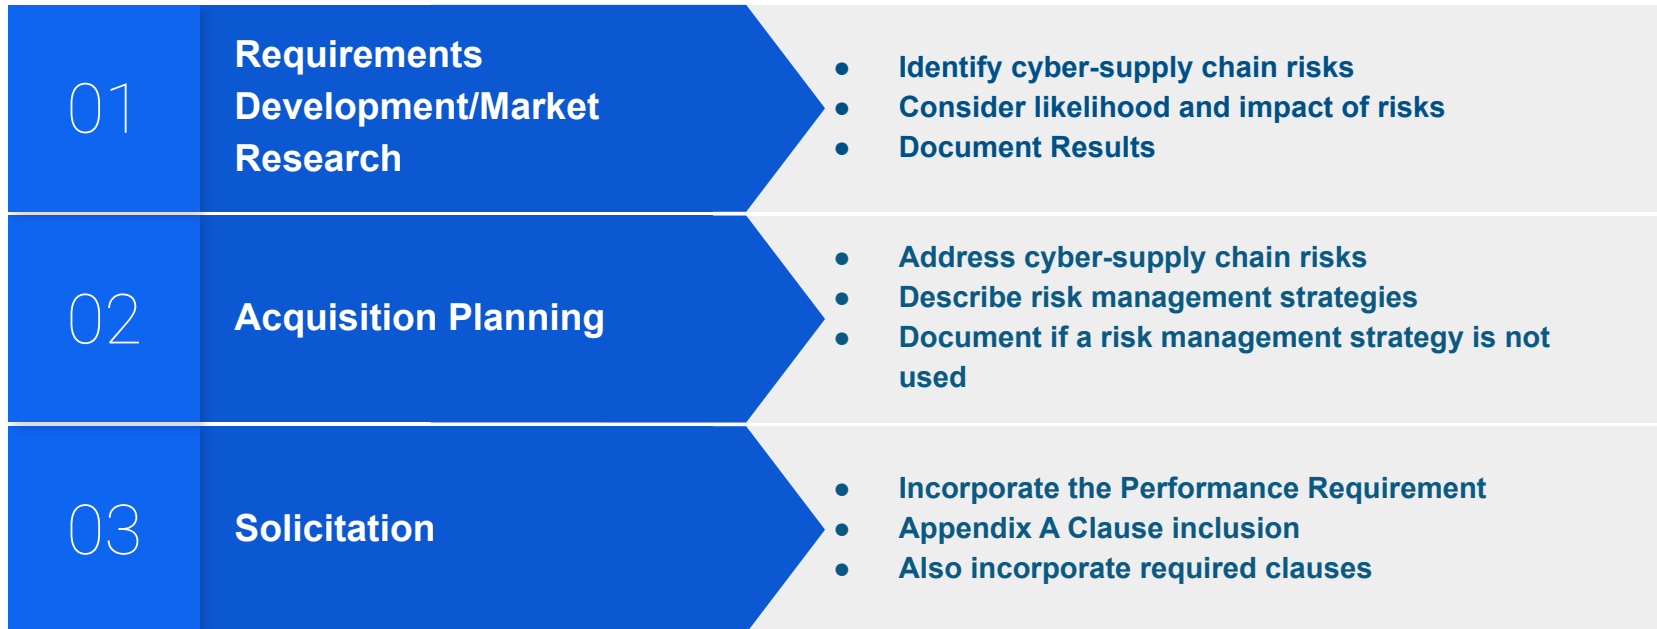 01
Requirements
Development/Market
Research
● Identify cyber-supply chain risks
● Consider likelihood and impact of risks
● Document Results
02
Acquisition Planning
● Address cyber-supply chain risks
● Describe risk management strategies
● Document if a risk management strategy is not
used
03
Solicitation
● Incorporate the Performance Requirement
● Appendix A Clause inclusion
● Also incorporate required clauses